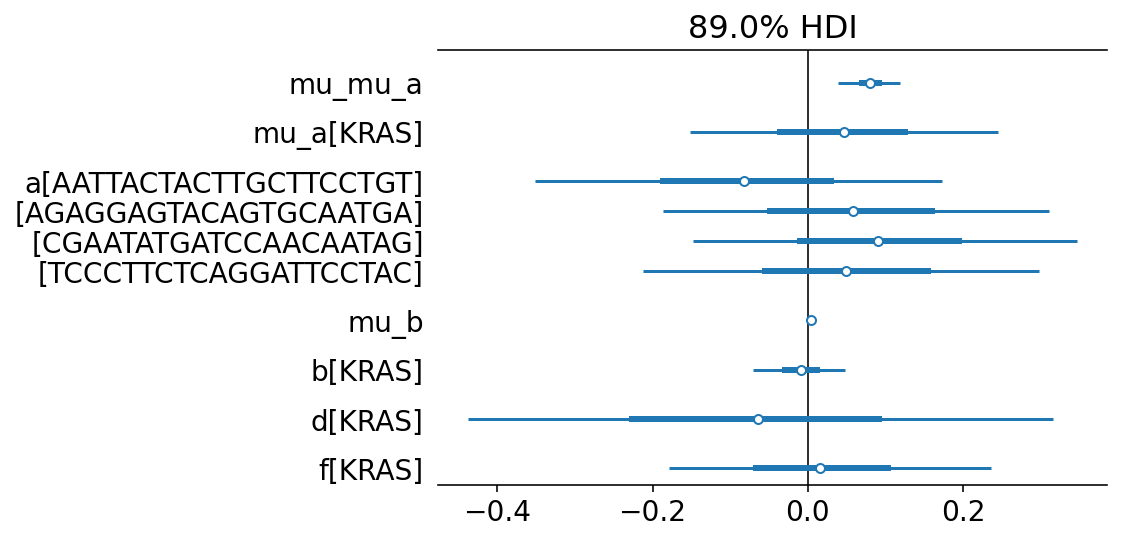 89.0% HDI
mu_mu_a
mu_a[KRAS]
a[AATTACTACTTGCTTCCTGT]
[AGAGGAGTACAGTGCAATGA]
[CGAATATGATCCAACAATAG]
[TCCCTTCTCAGGATTCCTAC]
mu_b
b[KRAS]
d[KRAS]
f[KRAS]
−0.4 −0.2 0.0 0.2